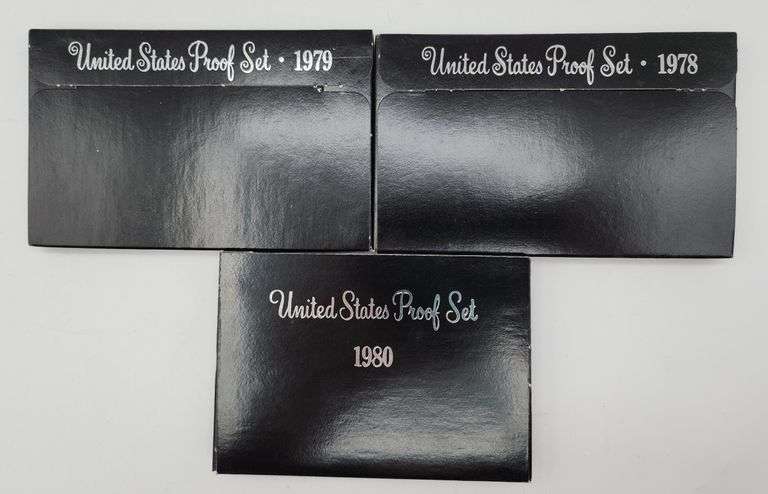 United States Proof Set · 1979
United States Proof Set · 1978
United States Proof Set
1980